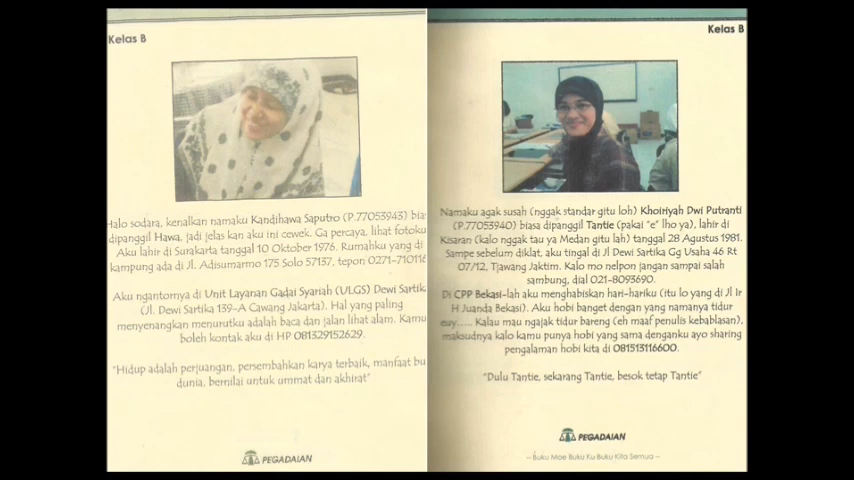 Kelas B
Halo sodara, kenalkan namaku Kandihawa Saputro (P.77053943) bias
dipanggil Hawa, jadi jelas kan aku ini cewek. Ga percaya, lihat fotoku
Aku lahir di Surakarta tanggal 10 Oktober 1976. Rumahku yang di
kampung ada di Jl. Adisumarmo 175 Solo 57137, tepon 0271-710116
Aku ngantornya di Unit Layanan Gadai Syariah (ULGS) Dewi Sartik
(Jl. Dewi Sartika 139-A Cawang Jakarta). Hal yang paling
menyenangkan menurutku adalah baca dan jalan lihat alam. Kamu
boleh kontak aku di HP 081329152629.
"Hidup adalah perjuangan, persembahkan karya terbaik, manfaat bu
dunia, bernilai untuk ummat dan akhirat"
PEGADAIAN
Kelas B
Namaku agak susah (nggak standar gitu loh) Khoiriyah Dwi Putranti
(P.77053940) biasa dipanggil Tantie (pakai "e" lho ya), lahir di
Kisaran (kalo nggak tau ya Medan gitu lah) tanggal 28 Agustus 1981.
Sampe sebelum diklat, aku tingal di Jl Dewi Sartika Gg Usaha 46 Rt
07/12, Tjawang Jaktim. Kalo mo nelpon jangan sampai salah
sambung, dial 021-8093690.
Di CPP Bekasi-lah aku menghabiskan hari-hariku (itu lo yang di Jl Ir
H Juanda Bekasi). Aku hobi banget dengan yang namanya tidur
euy..... Kalau mau ngajak tidur bareng (eh maaf penulis kebablasan),
maksudnya kalo kamu punya hobi yang sama denganku ayo sharing
pengalaman hobi kita di 081513116600.
"Dulu Tantie, sekarang Tantie, besok tetap Tantie"
PEGADAIAN
-- Buku Moe Buku Ku Buku Kita Semua --